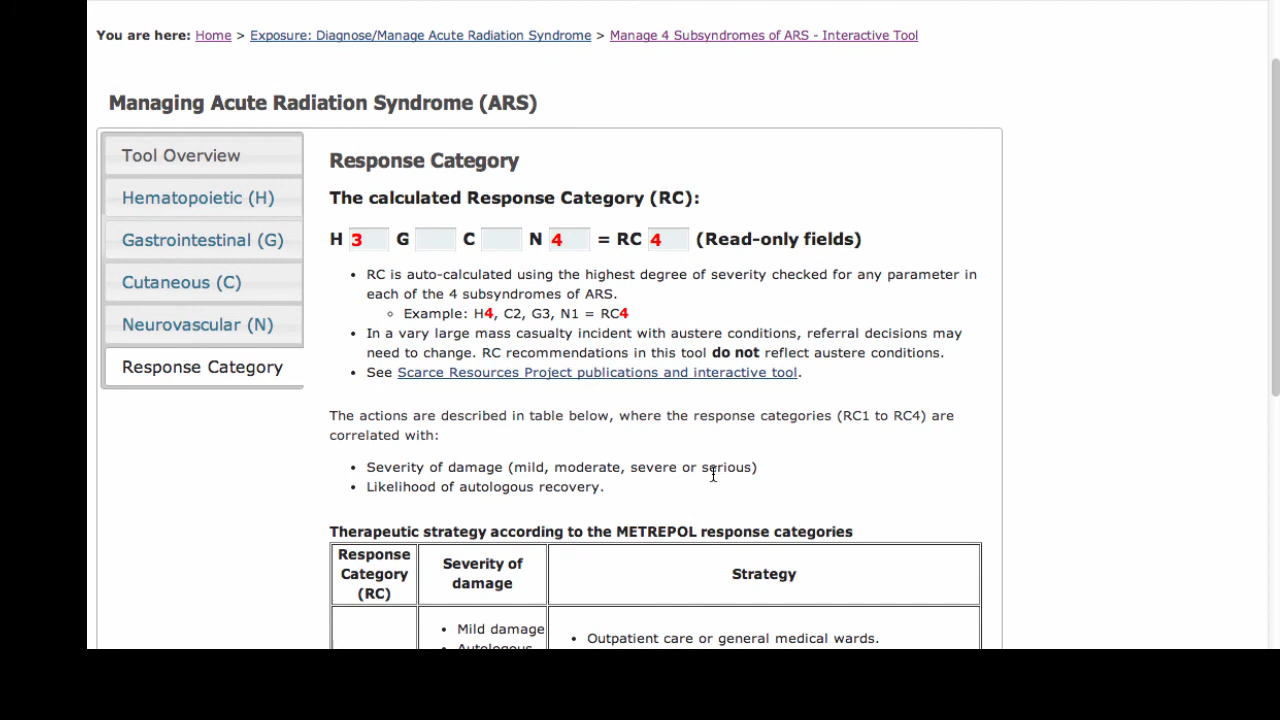 You are here: Home > Exposure: Diagnose/Manage Acute Radiation Syndrome > Manage 4 Subsyndromes of ARS - Interactive Tool
Managing Acute Radiation Syndrome (ARS)
Tool Overview
Hematopoietic (H)
Gastrointestinal (G)
Cutaneous (C)
Neurovascular (N)
Response Category
Response Category
The calculated Response Category (RC):
H 3 G C N 4 = RC 4 (Read-only fields)
• RC is auto-calculated using the highest degree of severity checked for any parameter in
each of the 4 subsyndromes of ARS.
◦ Example: H4, C2, G3, N1 = RC4
• In a vary large mass casualty incident with austere conditions, referral decisions may
need to change. RC recommendations in this tool do not reflect austere conditions.
• See Scarce Resources Project publications and interactive tool.
The actions are described in table below, where the response categories (RC1 to RC4) are
correlated with:
• Severity of damage (mild, moderate, severe or serious)
• Likelihood of autologous recovery.
Therapeutic strategy according to the METREPOL response categories
Response
Category
(RC)
Severity of
damage
Strategy
• Mild damage
• Autologous
• Outpatient care or general medical wards.